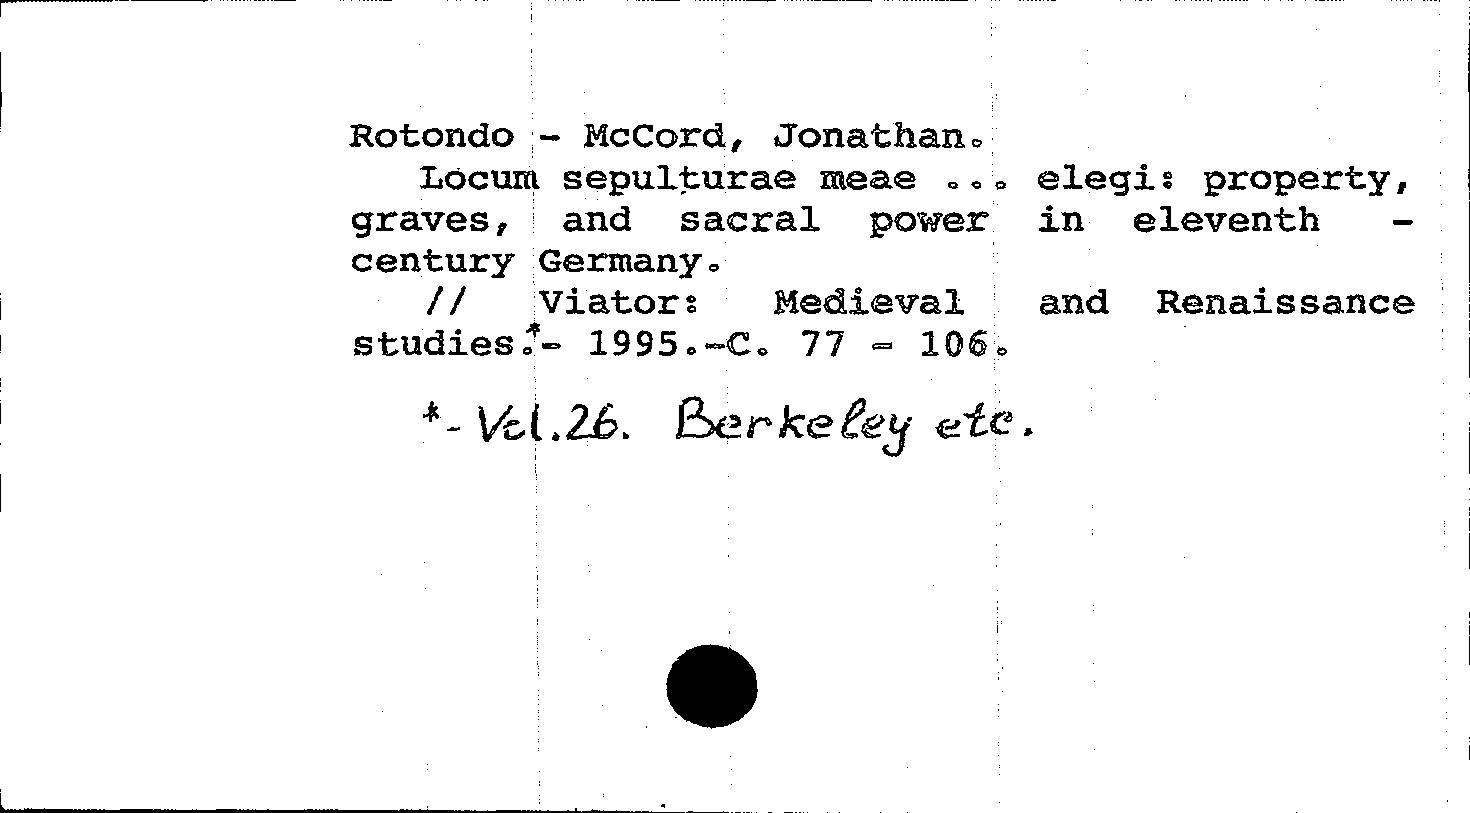 Rotondo - McCord, Jonathan.
Locum sepulturae meae ... elegi: property,
graves, and sacral power in eleventh -
century Germany.
// Viator: Medieval and Renaissance
studies.*- 1995.-C. 77 - 106.
*- Vol.26. Berkeley etc.